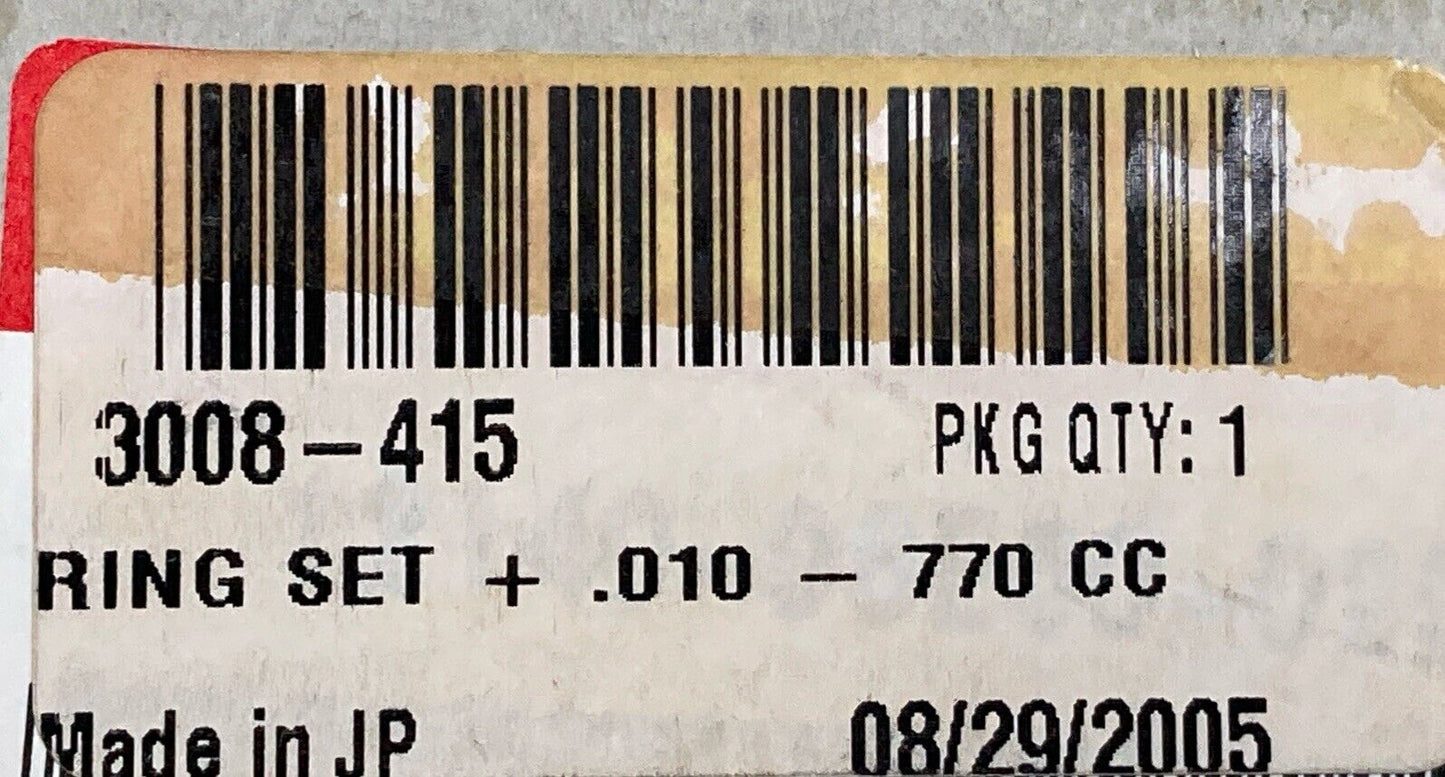 3008-415 PKG QTY: 1
RING SET + .010 - 770 CC
Made in JP 08/29/2005